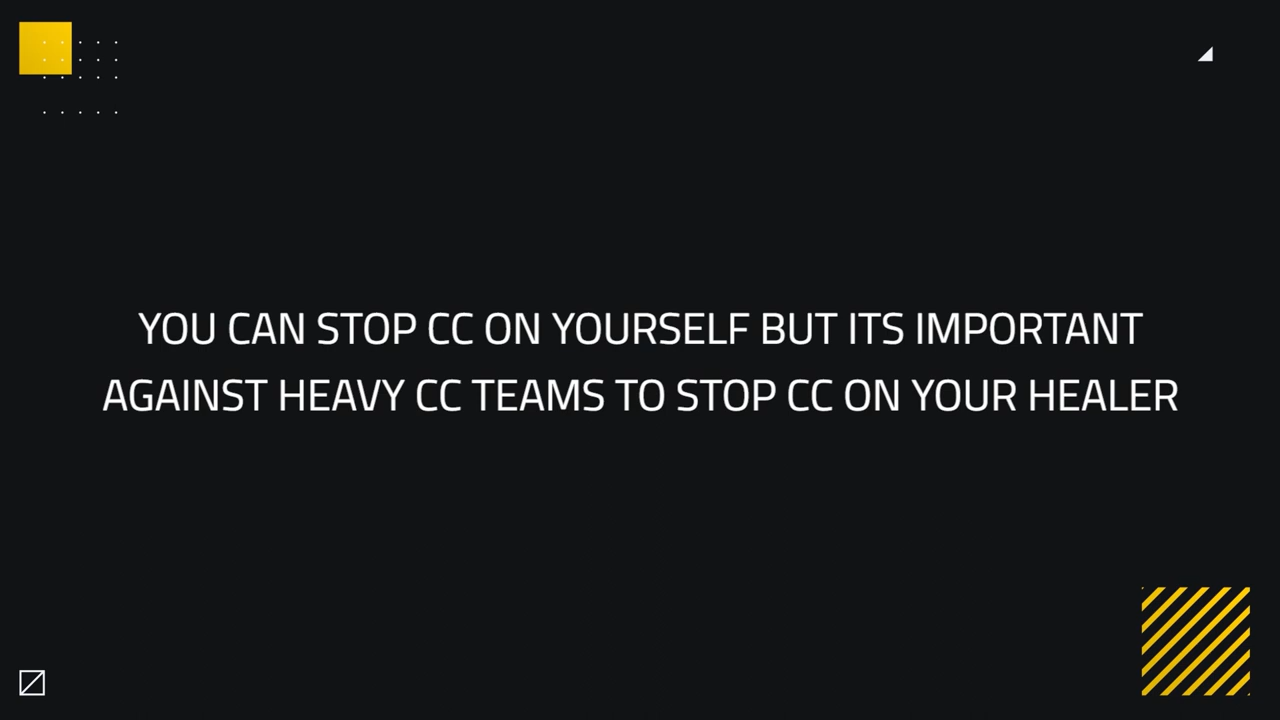 YOU CAN STOP CC ON YOURSELF BUT ITS IMPORTANT
AGAINST HEAVY CC TEAMS TO STOP CC ON YOUR HEALER